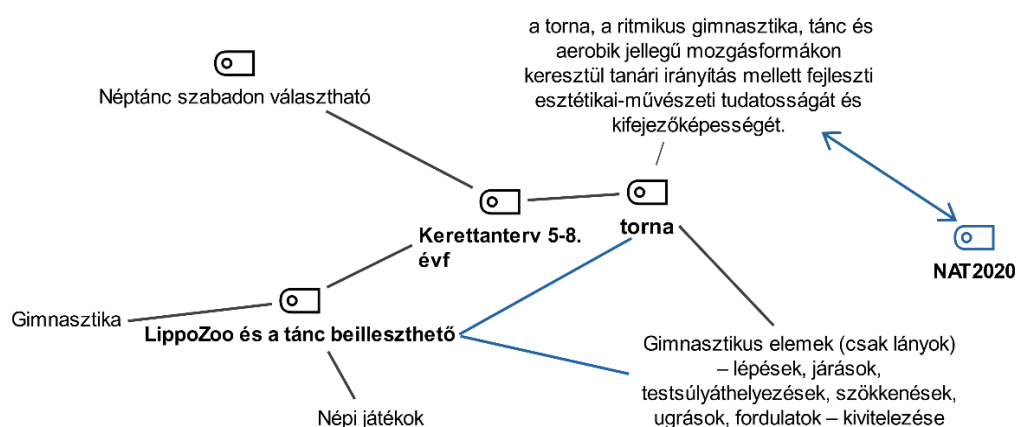 a torna, a ritmikus gimnasztika, tánc és
aerobik jellegű mozgásformákon
keresztül tanári irányítás mellett fejleszti
esztétikai-művészeti tudatosságát és
kifejezőképességét.
Néptánc szabadon választható
Kerettanterv 5-8.
évf
torna
NAT2020
Gimnasztika
LippoZoo és a tánc beilleszthető
Népi játékok
Gimnasztikus elemek (csak lányok)
– lépések, járások,
testsúlyáthelyezések, szökkenések,
ugrások, fordulatok – kivitelezése